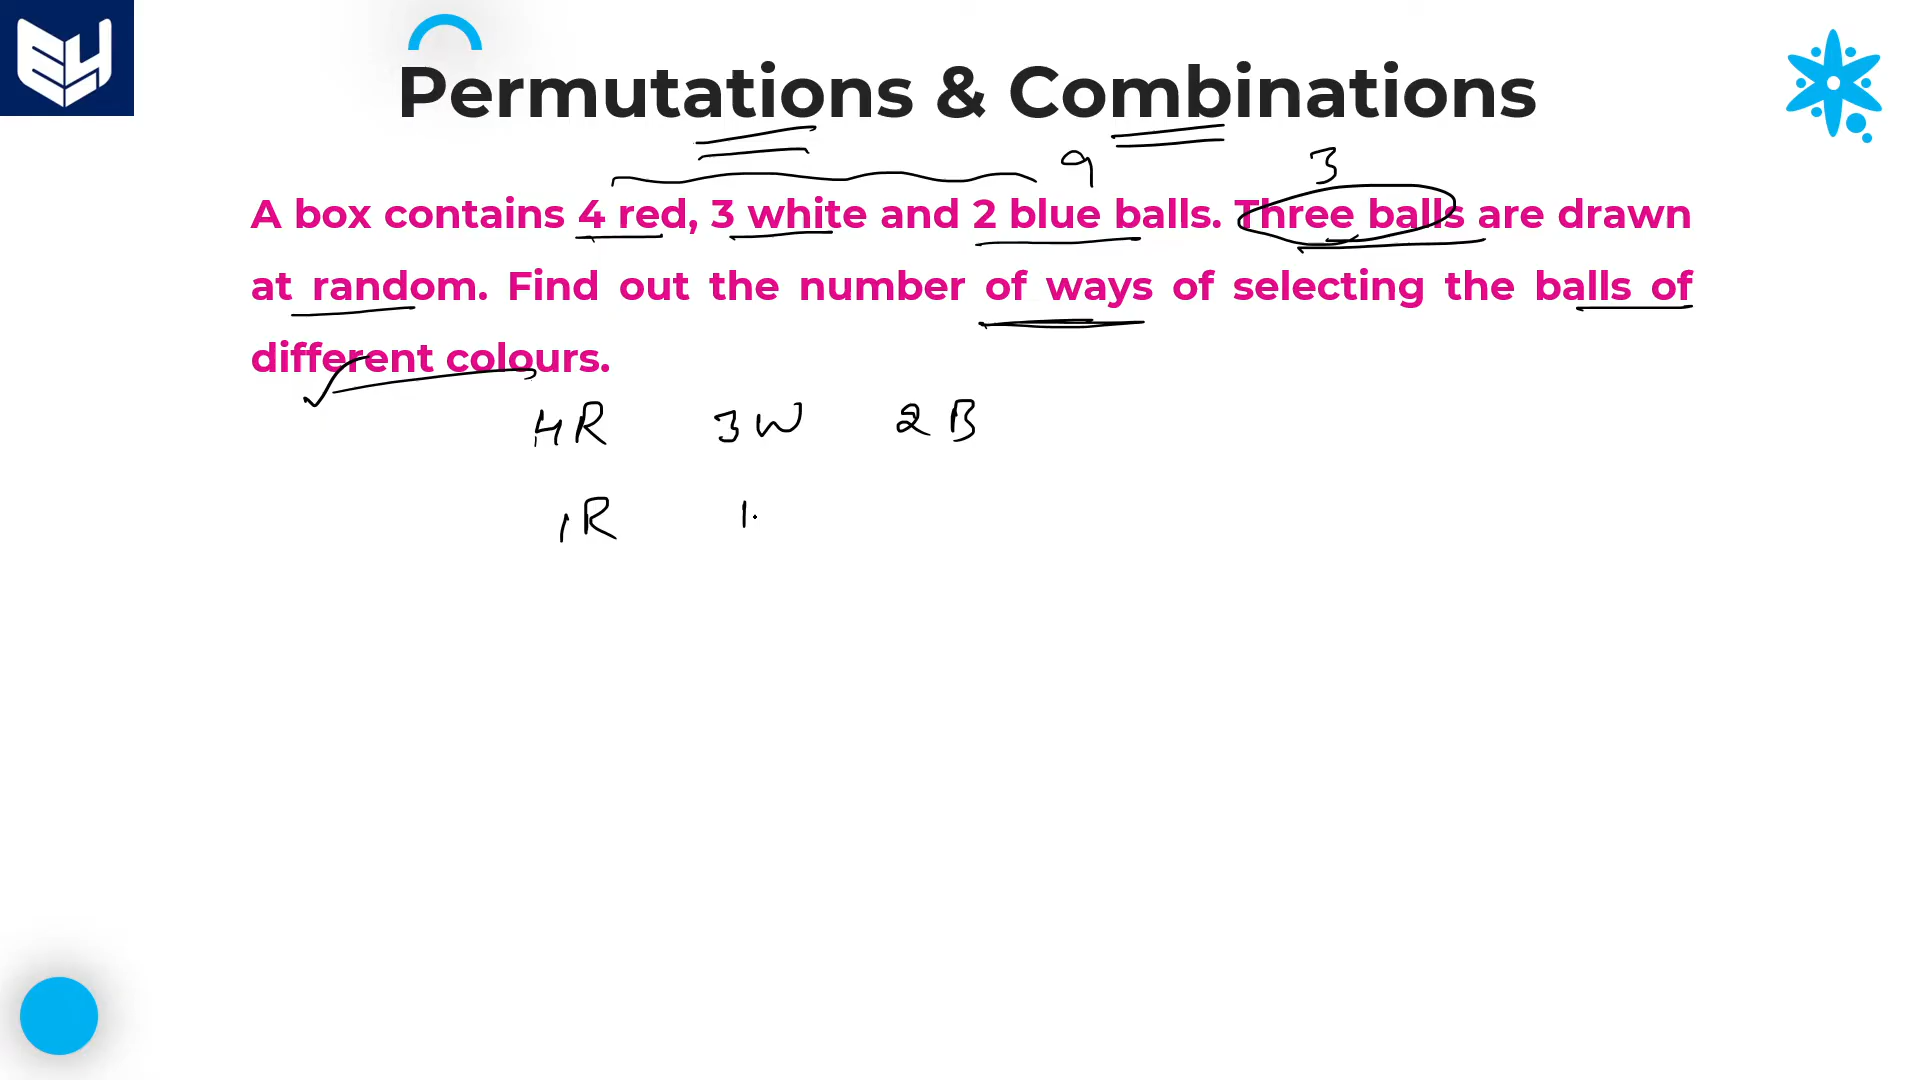 EY
Permutations & Combinations
9 3
A box contains 4 red, 3 white and 2 blue balls. Three balls are drawn
at random. Find out the number of ways of selecting the balls of
different colours.
4R 3W 2B
1R 1